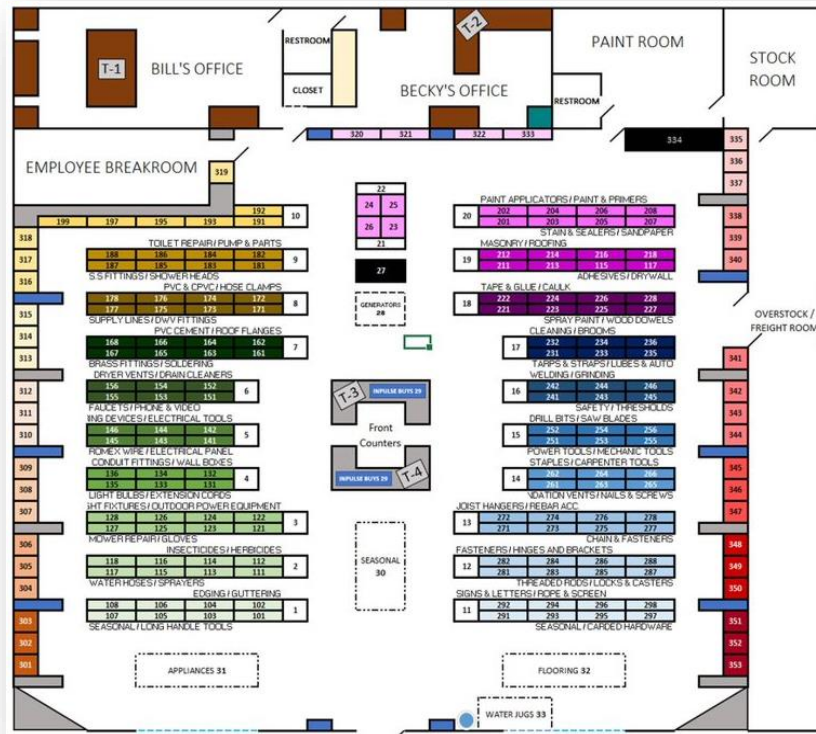 T-1
BILL'S OFFICE
RESTROOM
CLOSET
T-2
BECKY'S OFFICE
PAINT ROOM
RESTROOM
STOCK ROOM
320 321 322 333
334
335
336
337
EMPLOYEE BREAKROOM
319
192
199 197 195 193 191
10
22
24 25
26 23
21
27
GENERATORS
28
PAINT APPLICATORS / PAINT & PRIMERS
20
202 204 206 208
201 203 205 207
STAIN & SEALERS / SANDPAPER
338
339
340
318
317
316
TOILET REPAIR / PUMP & PARTS
188 186 184 182
187 185 183 181
9
S.S FITTINGS / SHOWER HEADS
MASONRY / ROOFING
19
212 214 216 218
211 213 115 117
ADHESIVES / DRYWALL
PVC & CPVC / HOSE CLAMPS
178 176 174 172
177 175 173 171
8
SUPPLY LINES / DWV FITTINGS
TAPE & GLUE / CAULK
18
222 224 226 228
221 223 225 227
SPRAY PAINT / WOOD DOWELS
OVERSTOCK /
FREIGHT ROOM
315
314
313
PVC CEMENT / ROOF FLANGES
168 166 164 162
167 165 163 161
7
BRASS FITTINGS / SOLDERING
CLEANING / BROOMS
17
232 234 236
231 233 235
TARPS & STRAPS / LUBES & AUTO
341
342
343
344
312
311
310
DRYER VENTS / DRAIN CLEANERS
156 154 152
155 153 151
6
FAUCETS / PHONE & VIDEO
WELDING / GRINDING
16
242 244 246
241 243 245
SAFETY / THRESHOLDS
T-3
INPULSE BUYS 29
Front
Counters
INPULSE BUYS 29
T-4
ING DEVICES / ELECTRICAL TOOLS
146 144 142
145 143 141
5
ROMEX WIRE / ELECTRICAL PANEL
DRILL BITS / SAW BLADES
15
252 254 256
251 253 255
POWER TOOLS / MECHANIC TOOLS
309
308
307
CONDUIT FITTINGS / WALL BOXES
136 134 132
135 133 131
4
LIGHT BULBS / EXTENSION CORDS
STAPLES / CARPENTER TOOLS
14
262 264 266
261 263 265
NDATION VENTS / NAILS & SCREWS
345
346
347
HT FIXTURES / OUTDOOR POWER EQUIPMENT
128 126 124 122
127 125 123 121
3
MOWER REPAIR / GLOVES
JOIST HANGERS / REBAR ACC.
13
272 274 276 278
271 273 275 277
CHAIN & FASTENERS
306
305
304
INSECTICIDES / HERBICIDES
118 116 114 112
117 115 113 111
2
WATER HOSES / SPRAYERS
SEASONAL
30
FASTENERS / HINGES AND BRACKETS
12
282 284 286 288
281 283 285 287
THREADED RODS / LOCKS & CASTERS
348
349
350
303
302
301
EDGING / GUTTERING
108 106 104 102
107 105 103 101
1
SEASONAL / LONG HANDLE TOOLS
SIGNS & LETTERS / ROPE & SCREEN
11
292 294 296 298
291 293 295 297
SEASONAL / CARDED HARDWARE
351
352
353
APPLIANCES 31
FLOORING 32
WATER JUGS 33